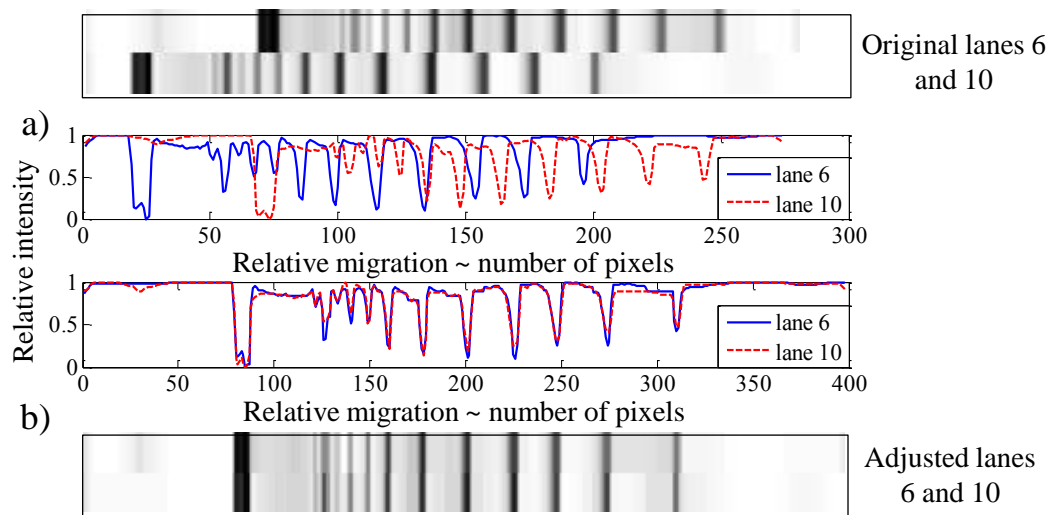 Original lanes 6
and 10
a)
Relative intensity
1
0.5
0
0 50 100 150 200 250 300
lane 6
lane 10
Relative migration ~ number of pixels
1
0.5
0
0 50 100 150 200 250 300 350 400
lane 6
lane 10
b)
Relative migration ~ number of pixels
Adjusted lanes
6 and 10